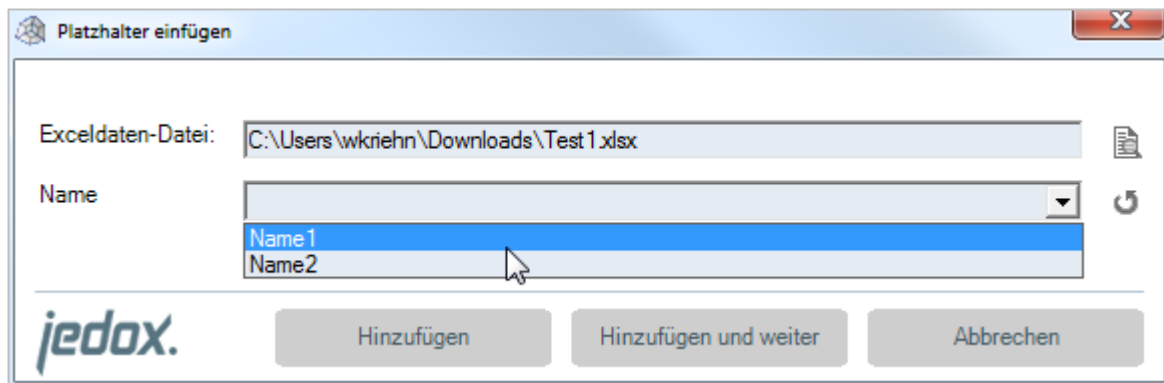 Platzhalter einfügen
Exceldaten-Datei: C:\Users\wkriehn\Downloads\Test1.xlsx
Name
Name1
Name2
jedox. Hinzufügen Hinzufügen und weiter Abbrechen